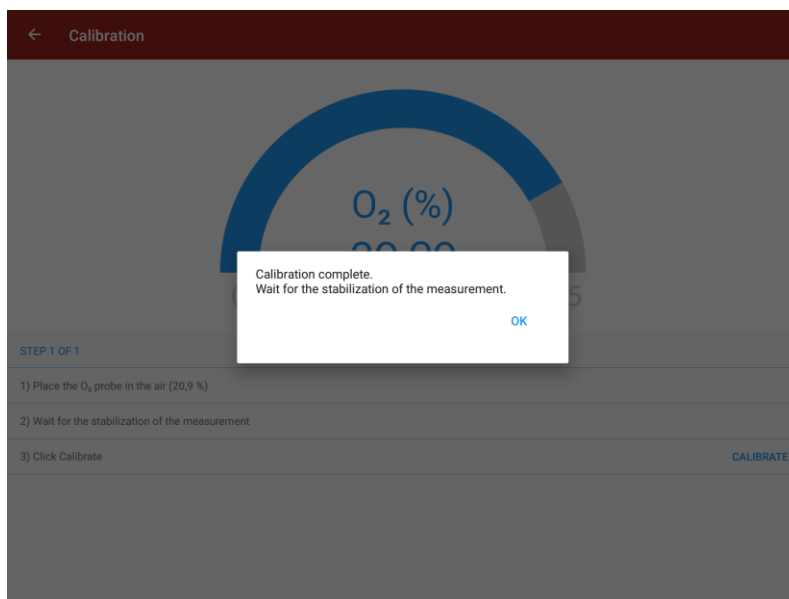 Calibration
O₂ (%)
Calibration complete.
Wait for the stabilization of the measurement.
OK
STEP 1 OF 1
1) Place the O₂ probe in the air (20,9 %)
2) Wait for the stabilization of the measurement
3) Click Calibrate
CALIBRATE